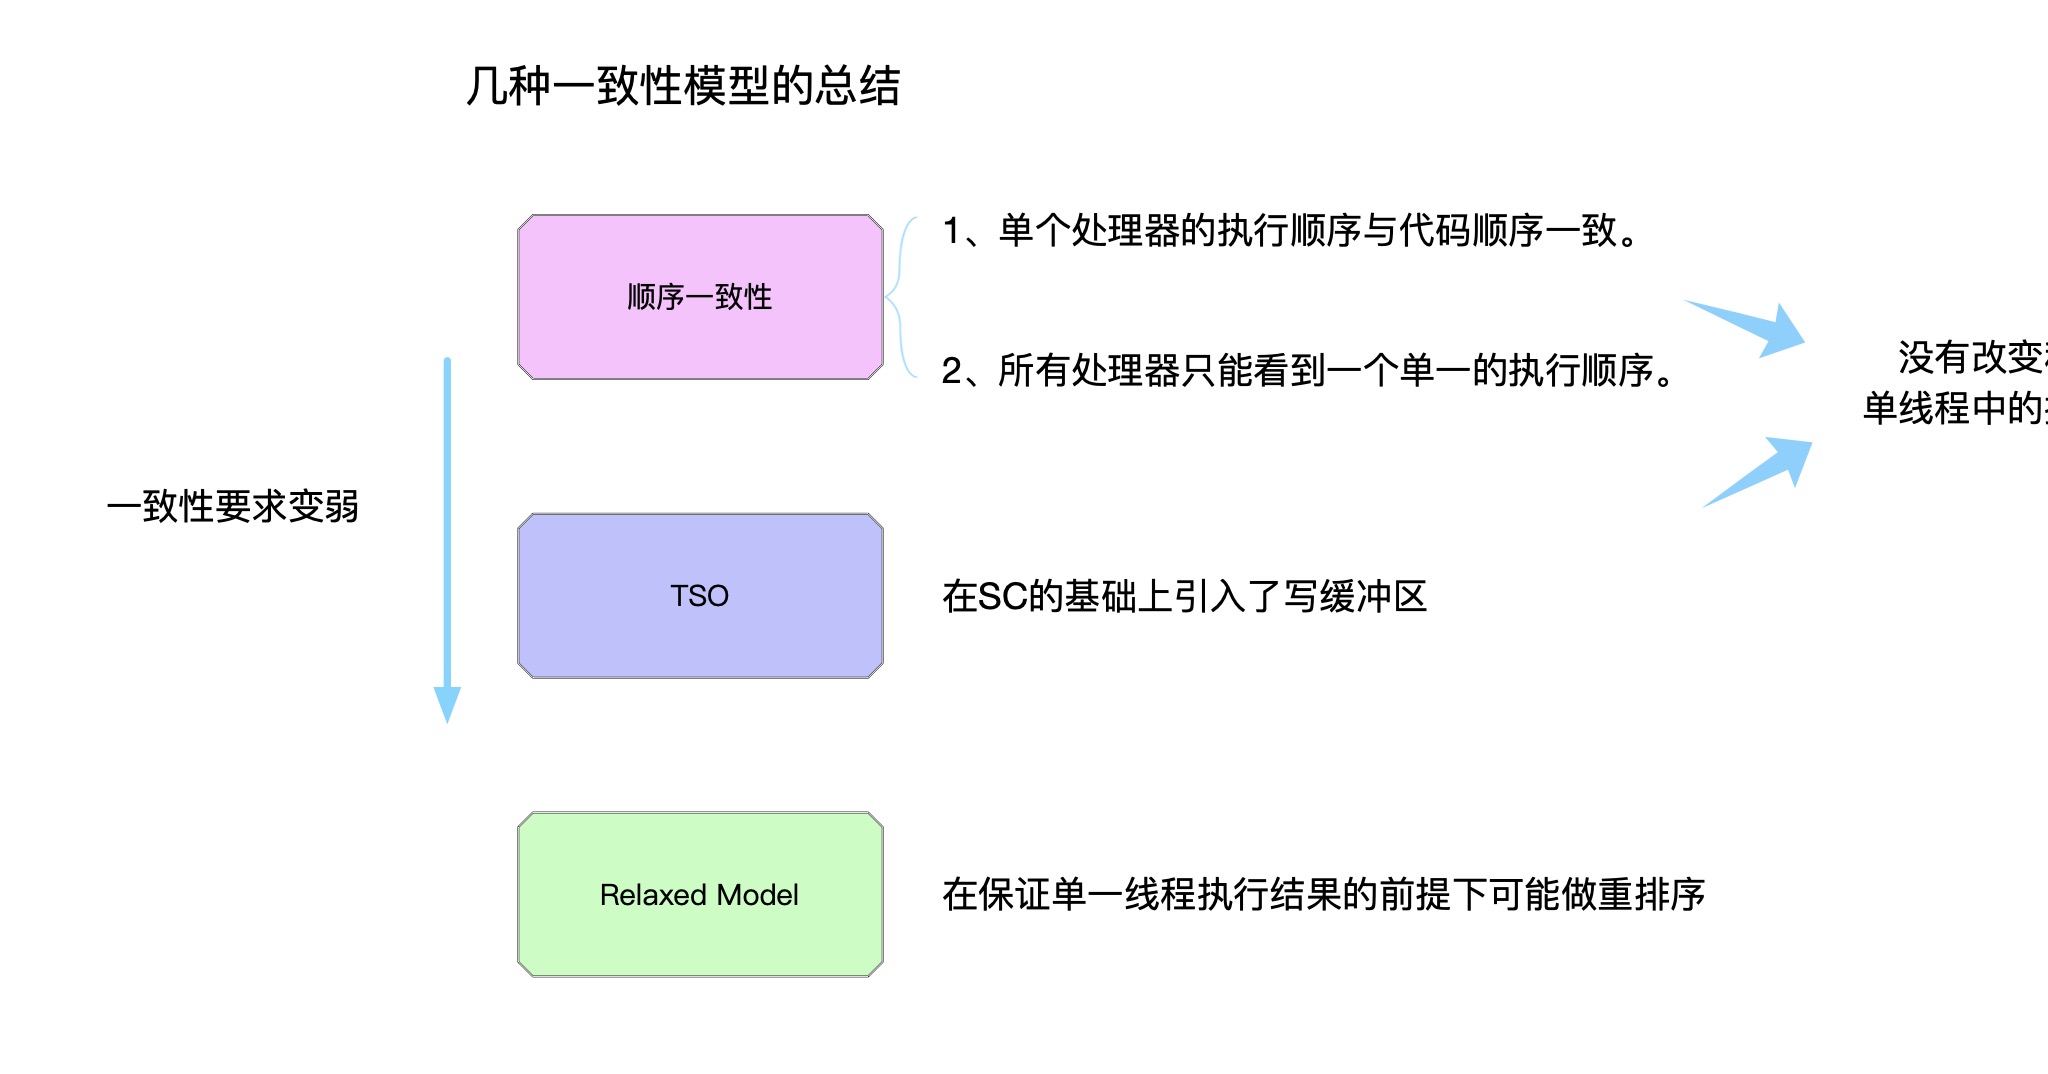 几种一致性模型的总结
顺序一致性
1、单个处理器的执行顺序与代码顺序一致。
2、所有处理器只能看到一个单一的执行顺序。
没有改变
单线程中的
一致性要求变弱
TSO
在SC的基础上引入了写缓冲区
Relaxed Model
在保证单一线程执行结果的前提下可能做重排序